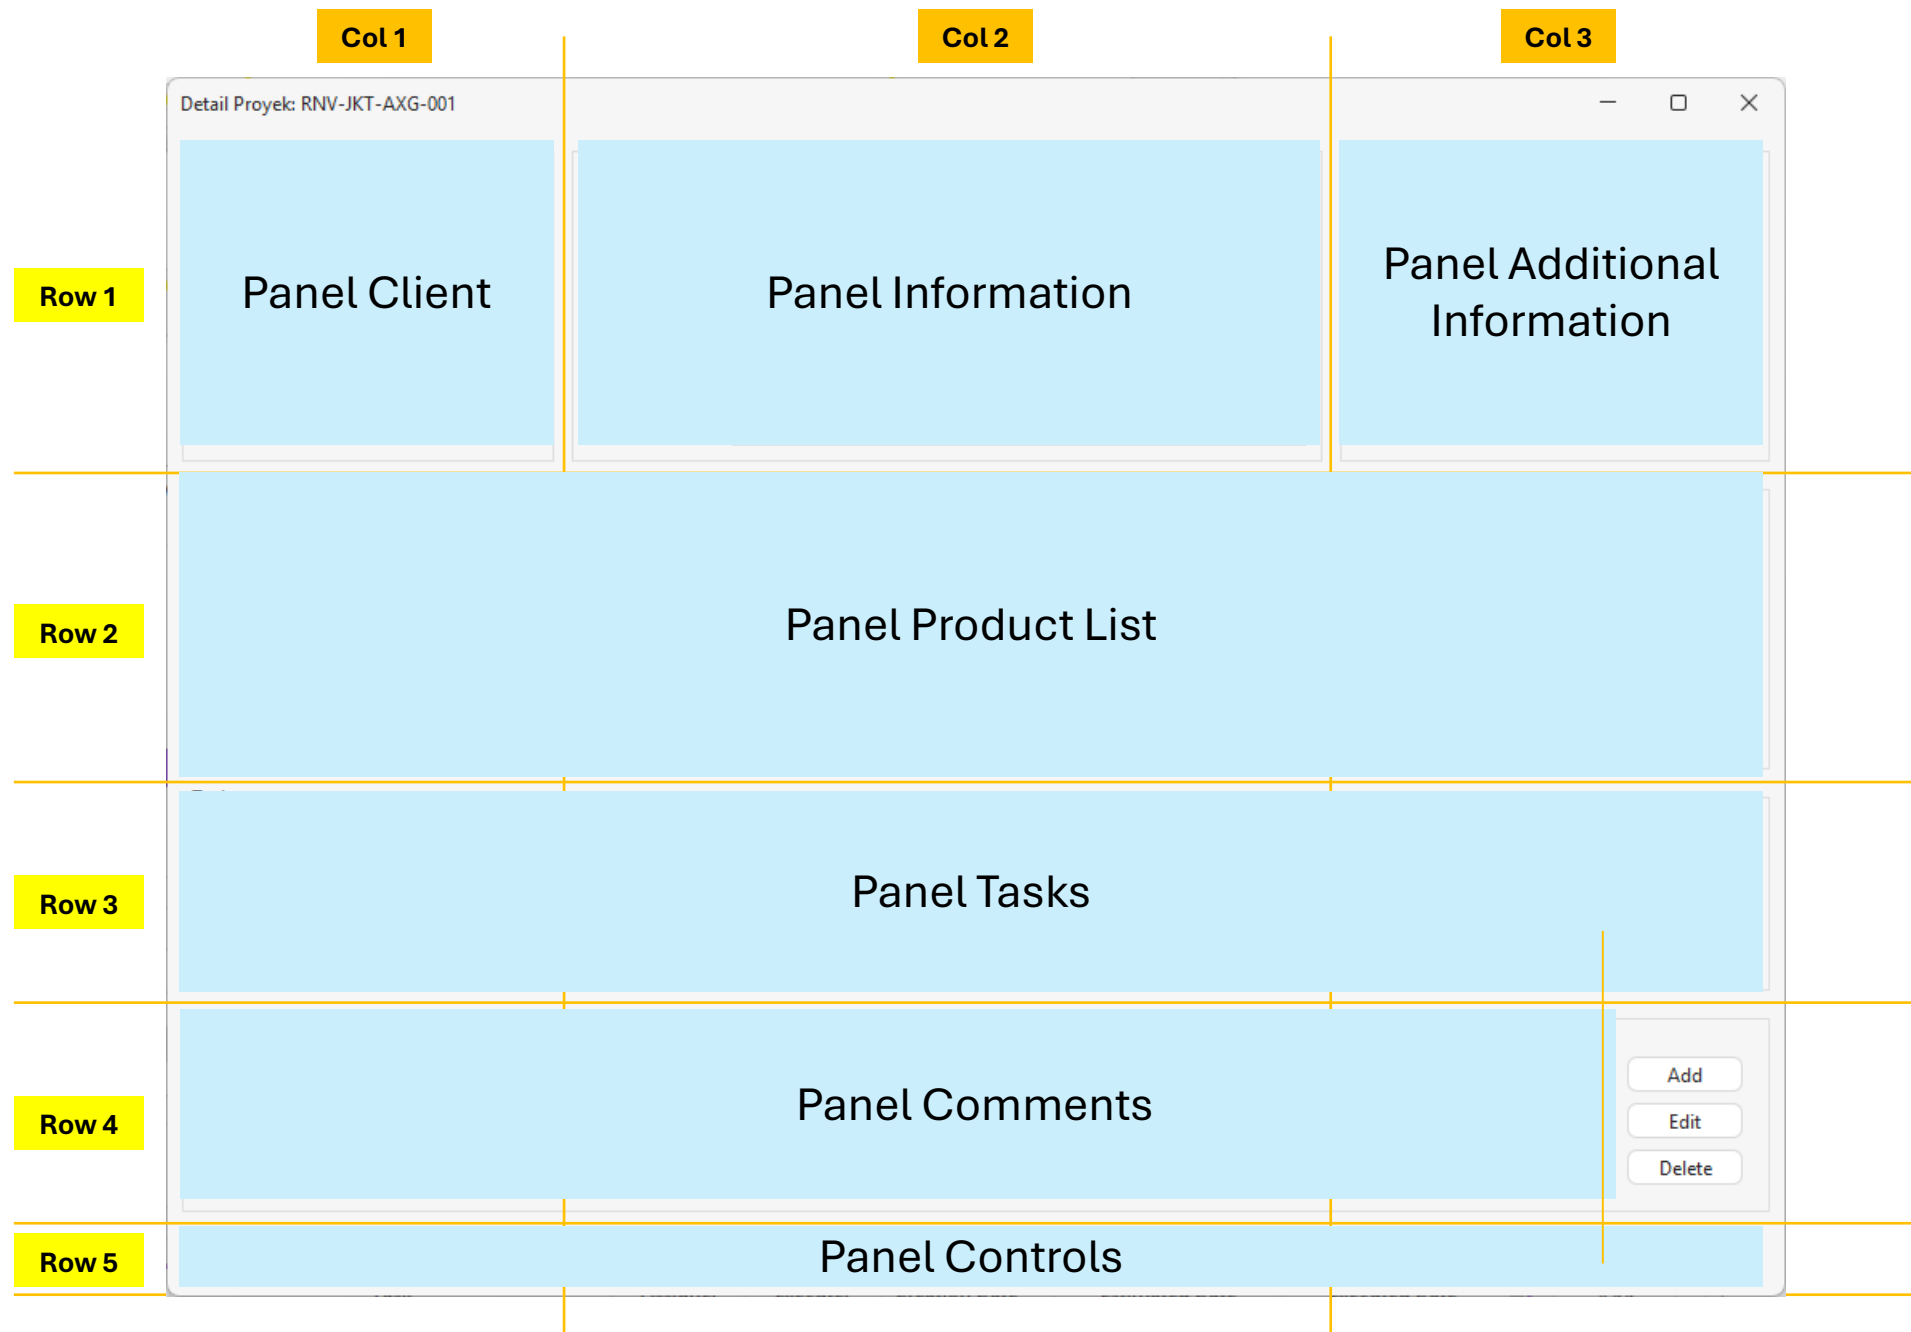 Col 1
Col 2
Col 3
Detail Proyek: RNV-JKT-AXG-001
Row 1
Panel Client
Panel Information
Panel Additional
Information
Row 2
Panel Product List
Row 3
Panel Tasks
Row 4
Panel Comments
Add
Edit
Delete
Row 5
Panel Controls